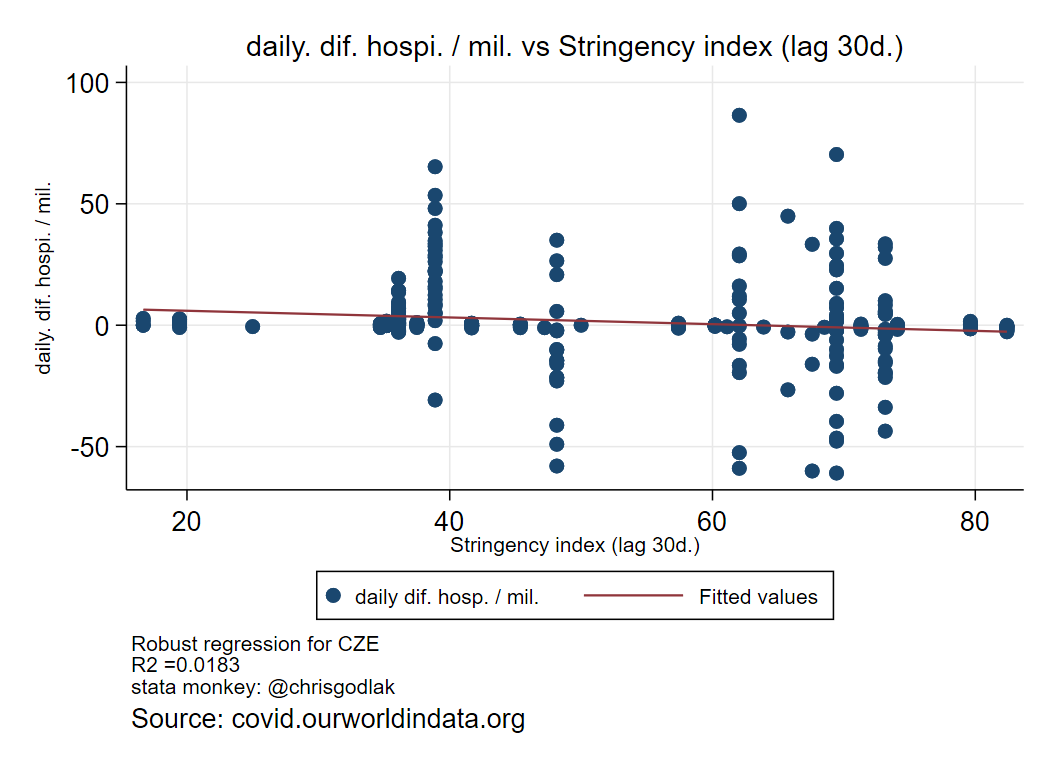 daily. dif. hospi. / mil. vs Stringency index (lag 30d.)
100
50
0
-50
daily. dif. hospi. / mil.
20 40 60 80
Stringency index (lag 30d.)
daily dif. hosp. / mil. Fitted values
Robust regression for CZE
R2 =0.0183
stata monkey: @chrisgodlak
Source: covid.ourworldindata.org